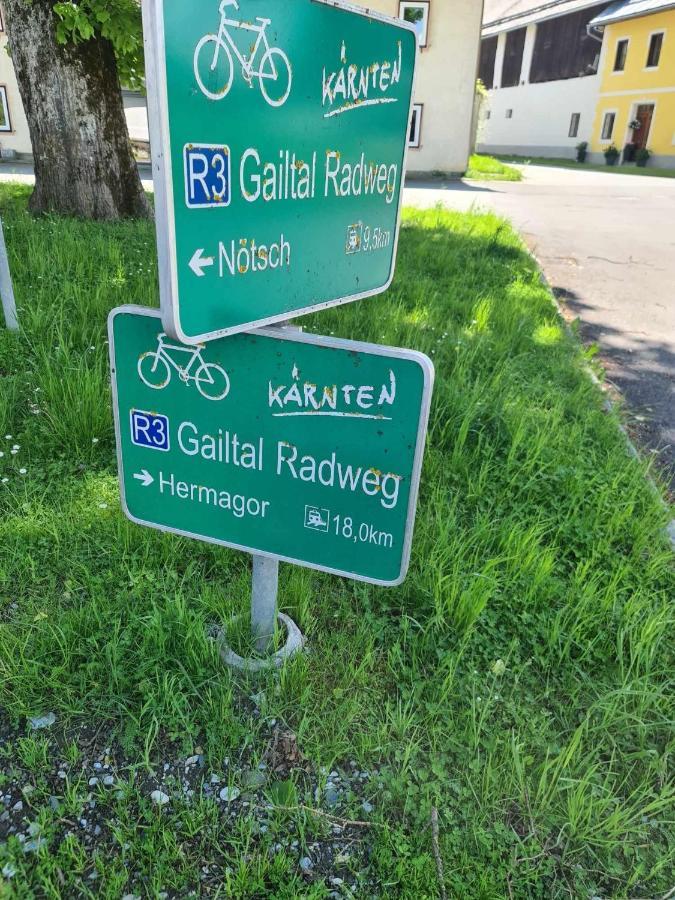 KÄRNTEN
R3 Gailtal Radweg
← Nötsch 9,5km
KÄRNTEN
R3 Gailtal Radweg
→ Hermagor 18,0km